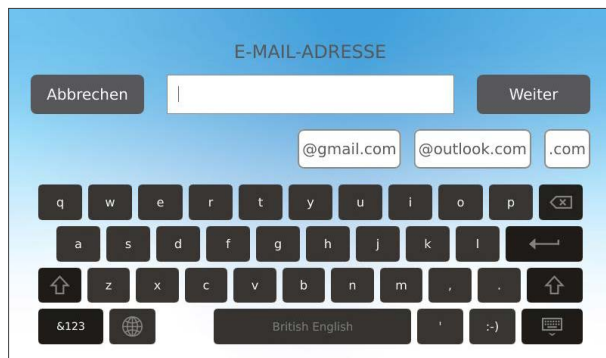 E-MAIL-ADRESSE
Abbrechen Weiter
@gmail.com @outlook.com .com
q w e r t y u i o p
a s d f g h j k l
z x c v b n m , .
&123 British English ' :-)